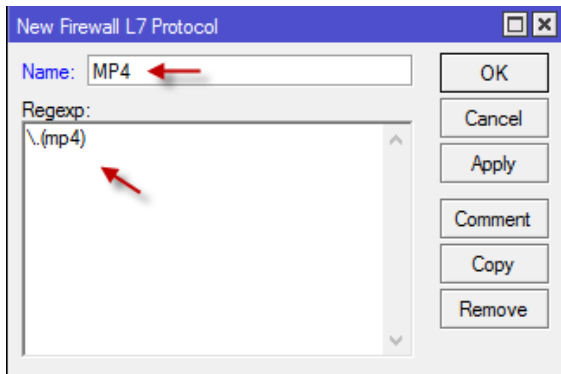 New Firewall L7 Protocol
Name: MP4
OK
Regexp:
Cancel
\.(mp4)
Apply
Comment
Copy
Remove